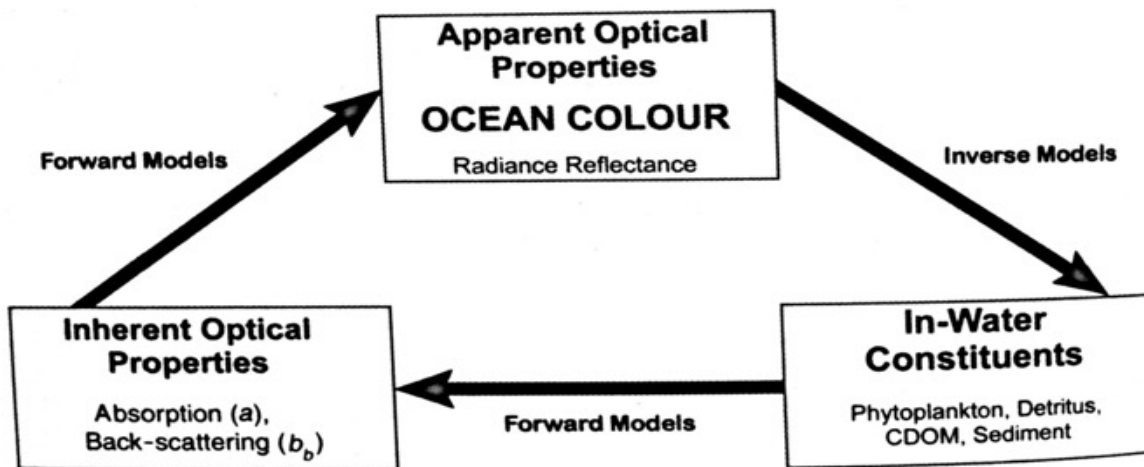 Apparent Optical
Properties
OCEAN COLOUR
Radiance Reflectance
Forward Models
Inverse Models
Inherent Optical
Properties
Absorption (a),
Back-scattering (b_b)
Forward Models
In-Water
Constituents
Phytoplankton, Detritus,
CDOM, Sediment